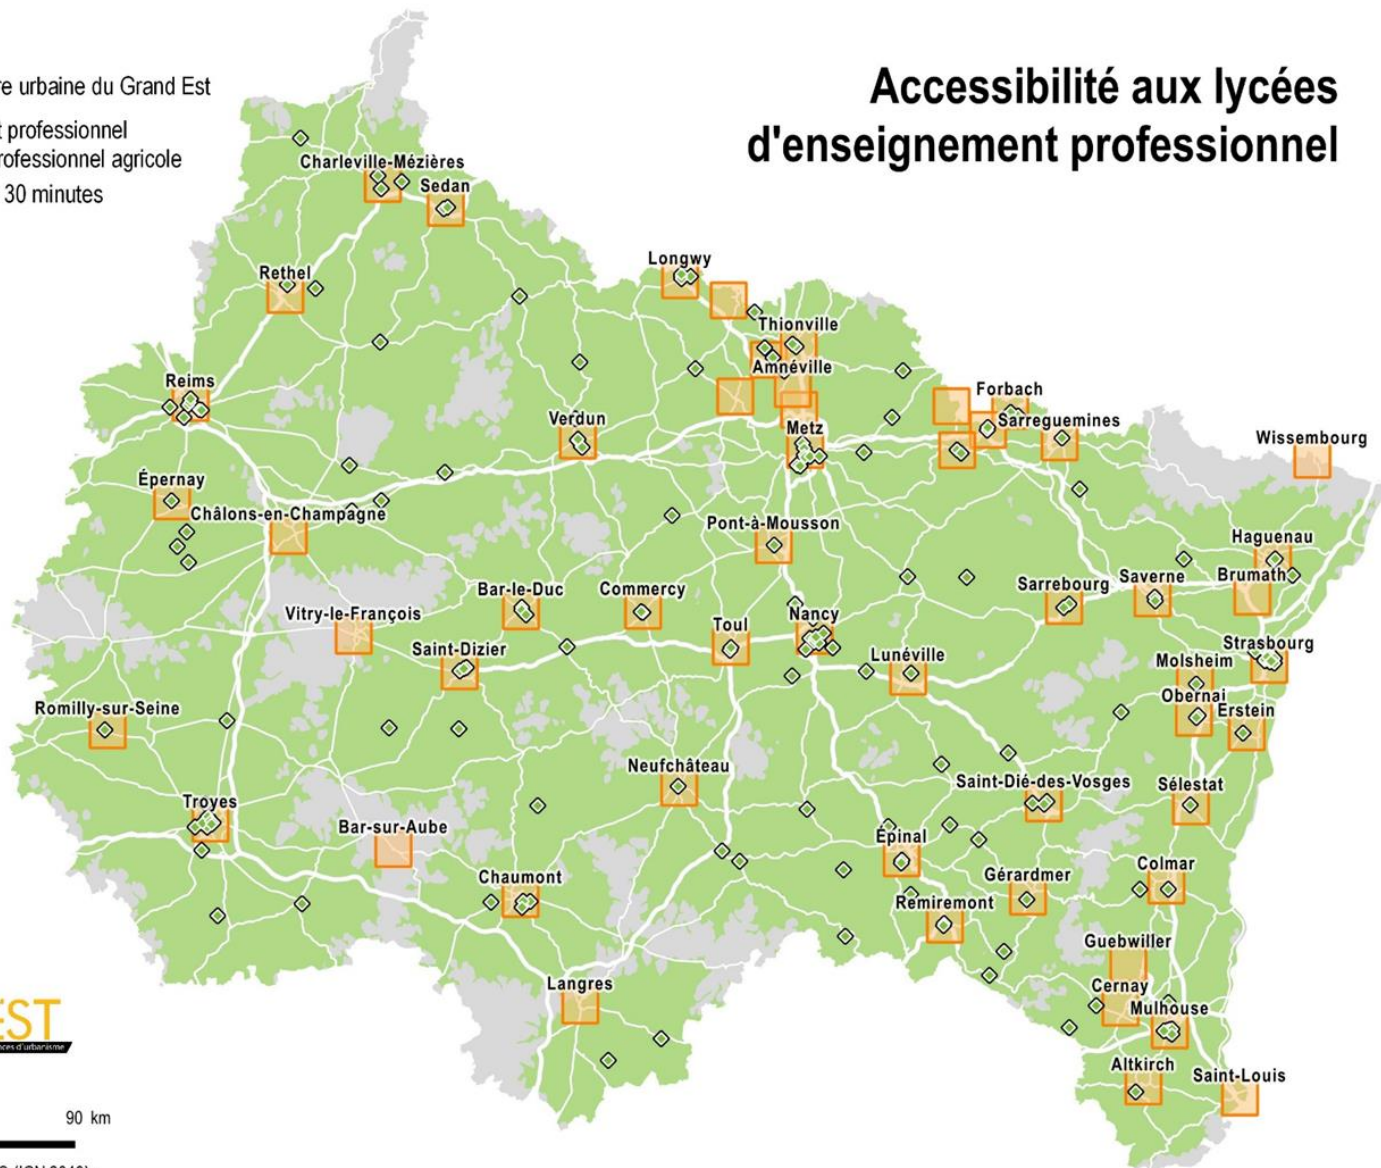 Accessibilité aux lycées
d'enseignement professionnel
re urbaine du Grand Est
t professionnel
rofessionnel agricole
30 minutes
Charleville-Mézières
Sedan
Longwy
Rethel
Thionville
Amnéville
Reims
Forbach
Verdun
Metz
Sarreguemines
Wissembourg
Épernay
Châlons-en-Champagne
Pont-à-Mousson
Haguenau
Bar-le-Duc
Commercy
Sarrebourg
Saverne
Brumath
Vitry-le-François
Toul
Nancy
Saint-Dizier
Lunéville
Strasbourg
Molsheim
Obernai
Romilly-sur-Seine
Erstein
Neufchâteau
Saint-Dié-des-Vosges
Sélestat
Troyes
Bar-sur-Aube
Épinal
Chaumont
Gérardmer
Colmar
Remiremont
Guebwiller
Langres
Cernay
Mulhouse
Altkirch
Saint-Louis
EST
nces d'urbanisme
90 km